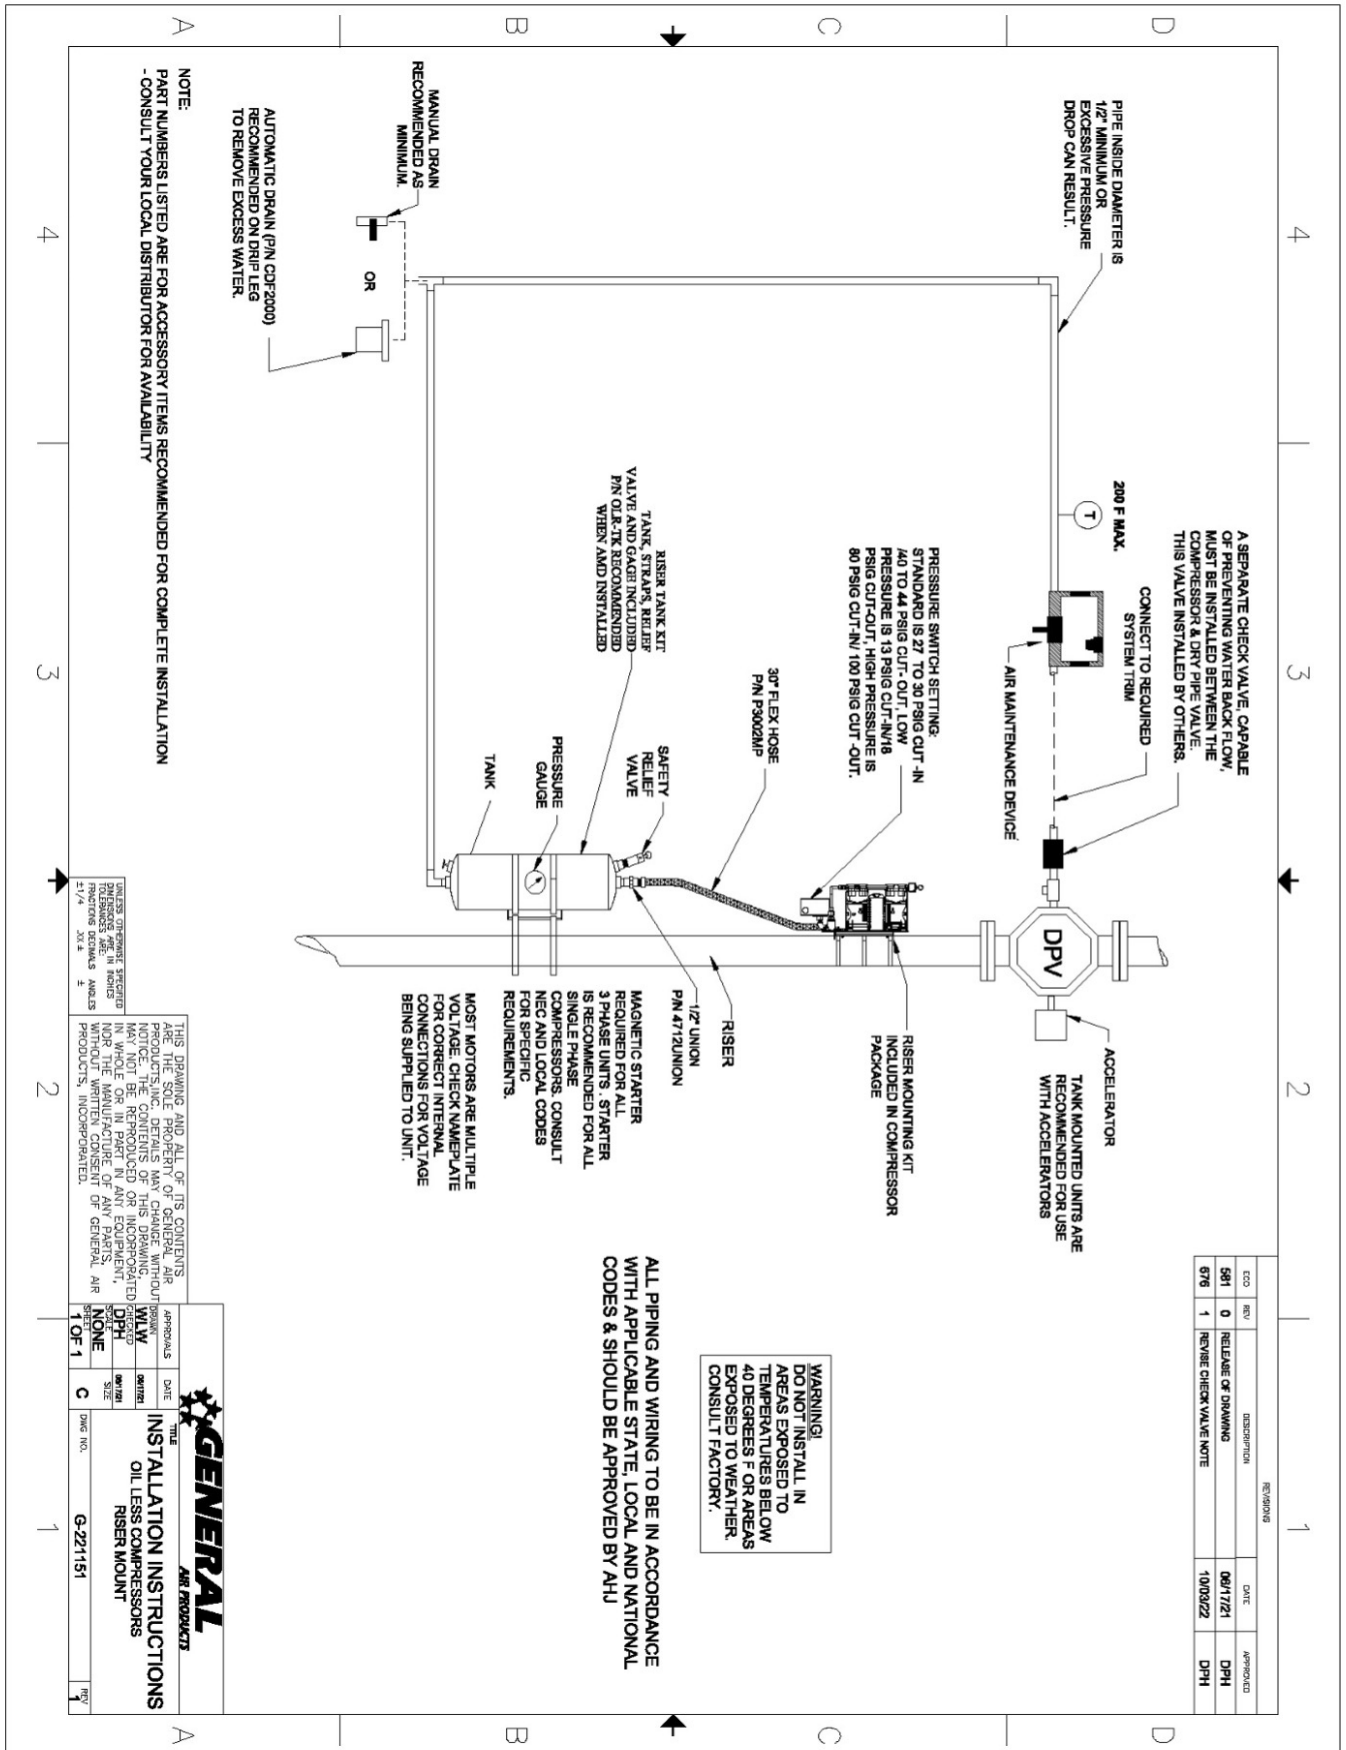 D
C
B
A
4
3
2
1
REVISIONS
ECO REV DESCRIPTION DATE APPROVED
581 0 RELEASE OF DRAWING 06/17/21 DPH
676 1 REVISE CHECK VALVE NOTE 10/03/22 DPH
A SEPARATE CHECK VALVE, CAPABLE
OF PREVENTING WATER BACK FLOW,
MUST BE INSTALLED BETWEEN THE
COMPRESSOR & DRY PIPE VALVE.
THIS VALVE INSTALLED BY OTHERS.
CONNECT TO REQUIRED
SYSTEM TRIM
PIPE INSIDE DIAMETER IS
1/2" MINIMUM OR
EXCESSIVE PRESSURE
DROP CAN RESULT.
200 F MAX.
T
AIR MAINTENANCE DEVICE
DPV
ACCELERATOR
TANK MOUNTED UNITS ARE
RECOMMENDED FOR USE
WITH ACCELERATORS
PRESSURE SWITCH SETTING:
STANDARD IS 27 TO 30 PSIG CUT -IN
/40 TO 44 PSIG CUT- OUT, LOW
PRESSURE IS 13 PSIG CUT-IN/18
PSIG CUT-OUT, HIGH PRESSURE IS
80 PSIG CUT-IN/ 100 PSIG CUT -OUT.
RISER MOUNTING KIT
INCLUDED IN COMPRESSOR
PACKAGE
30" FLEX HOSE
P/N P3002MP
RISER
1/2" UNION
P/N 4712UNION
RISER TANK KIT
TANK, STRAPS, RELIEF
VALVE AND GAGE INCLUDED
P/N OLR-TK RECOMMENDED
WHEN AMD INSTALLED
SAFETY
RELIEF
VALVE
PRESSURE
GAUGE
TANK
MAGNETIC STARTER
REQUIRED FOR ALL
3 PHASE UNITS. STARTER
IS RECOMMENDED FOR ALL
SINGLE PHASE
COMPRESSORS. CONSULT
NEC AND LOCAL CODES
FOR SPECIFIC
REQUIREMENTS.
MOST MOTORS ARE MULTIPLE
VOLTAGE. CHECK NAMEPLATE
FOR CORRECT INTERNAL
CONNECTIONS FOR VOLTAGE
BEING SUPPLIED TO UNIT.
WARNING!
DO NOT INSTALL IN
AREAS EXPOSED TO
TEMPERATURES BELOW
40 DEGREES F OR AREAS
EXPOSED TO WEATHER.
CONSULT FACTORY.
ALL PIPING AND WIRING TO BE IN ACCORDANCE
WITH APPLICABLE STATE, LOCAL AND NATIONAL
CODES & SHOULD BE APPROVED BY AHJ
MANUAL DRAIN
RECOMMENDED AS
MINIMUM.
OR
AUTOMATIC DRAIN (P/N CDF2000)
RECOMMENDED ON DRIP LEG
TO REMOVE EXCESS WATER.
NOTE:
PART NUMBERS LISTED ARE FOR ACCESSORY ITEMS RECOMMENDED FOR COMPLETE INSTALLATION
- CONSULT YOUR LOCAL DISTRIBUTOR FOR AVAILABILITY
UNLESS OTHERWISE SPECIFIED
DIMENSIONS ARE IN INCHES
TOLERANCES ARE:
FRACTIONS DECIMALS ANGLES
±1/4 .XX ± ±
THIS DRAWING AND ALL OF ITS CONTENTS
ARE THE SOLE PROPERTY OF GENERAL AIR
PRODUCTS,INC. DETAILS MAY CHANGE WITHOUT
NOTICE. THE CONTENTS OF THIS DRAWING,
MAY NOT BE REPRODUCED OR INCORPORATED
IN WHOLE OR IN PART IN ANY EQUIPMENT,
NOR THE MANUFACTURE OF ANY PARTS,
WITHOUT WRITTEN CONSENT OF GENERAL AIR
PRODUCTS, INCORPORATED.
APPROVALS DATE
DRAWN
WLW 06/17/21
CHECKED
DPH 06/17/21
SCALE
NONE
SIZE
C
SHEET
1 OF 1
GENERAL
AIR PRODUCTS
TITLE
INSTALLATION INSTRUCTIONS
OIL LESS COMPRESSORS
RISER MOUNT
DWG NO.
G-221151
REV
1
D
C
B
A
4
3
2
1